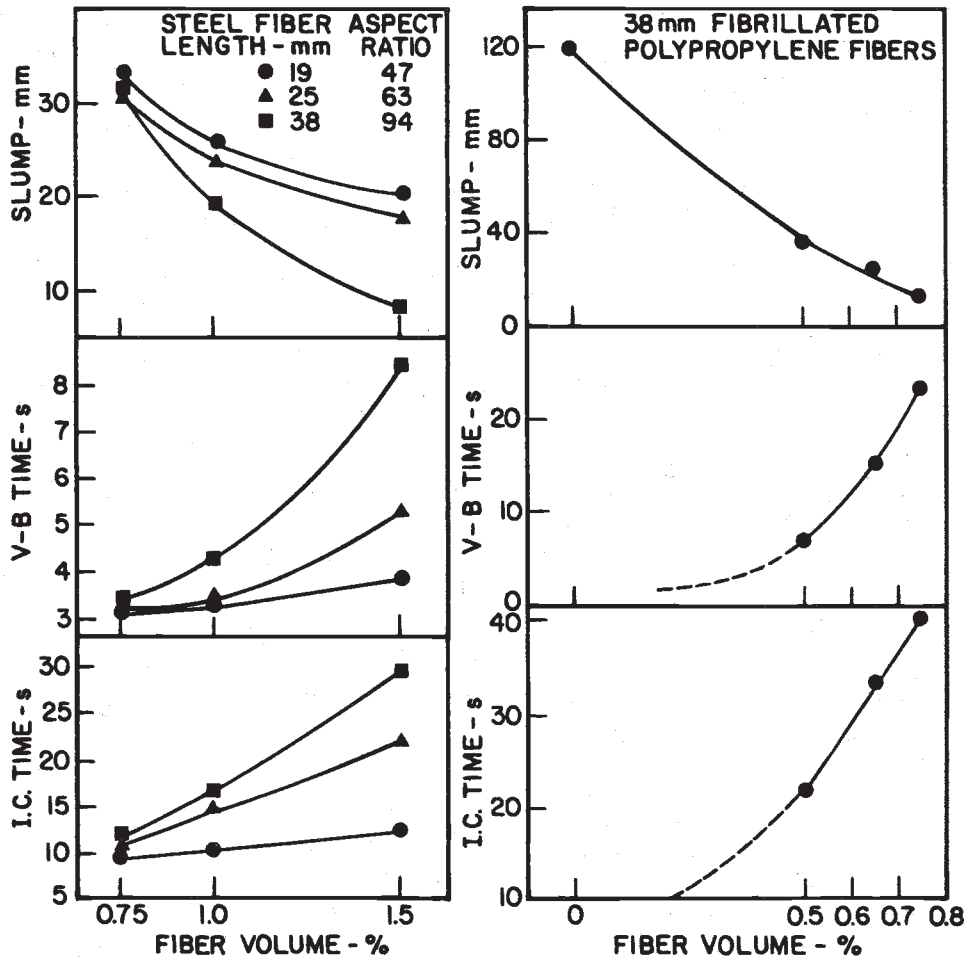 STEEL FIBER ASPECT
LENGTH - mm RATIO
19 47
25 63
38 94
SLUMP - mm
30
20
10
V-B TIME - s
8
7
6
5
4
3
I.C. TIME - s
30
25
20
15
10
5
0.75 1.0 1.5
FIBER VOLUME - %
38mm FIBRILLATED
POLYPROPYLENE FIBERS
SLUMP - mm
120
80
40
0
V-B TIME - s
20
10
0
I.C. TIME - s
40
30
20
10
0 0.5 0.6 0.7 0.8
FIBER VOLUME - %